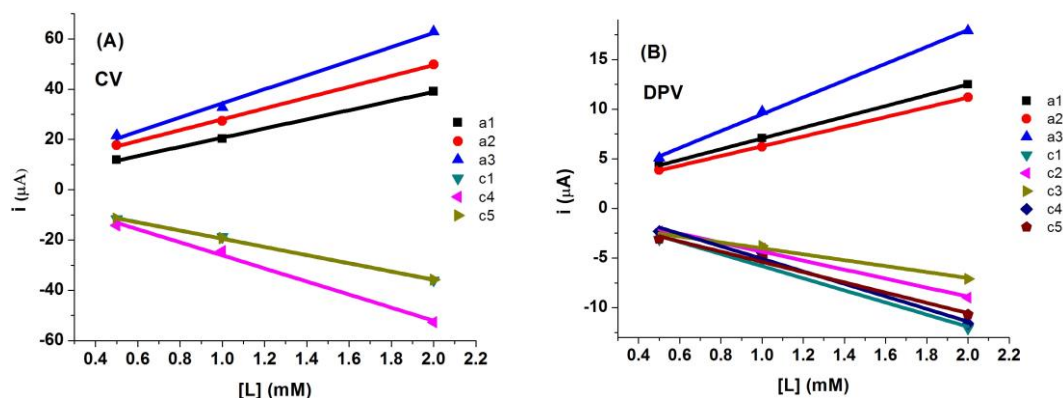 (A)
CV
60
40
20
0
-20
-40
-60
i (µA)
0.4 0.6 0.8 1.0 1.2 1.4 1.6 1.8 2.0 2.2
[L] (mM)
a1
a2
a3
c1
c4
c5
(B)
DPV
15
10
5
0
-5
-10
i (µA)
0.4 0.6 0.8 1.0 1.2 1.4 1.6 1.8 2.0 2.2
[L] (mM)
a1
a2
a3
c1
c2
c3
c4
c5